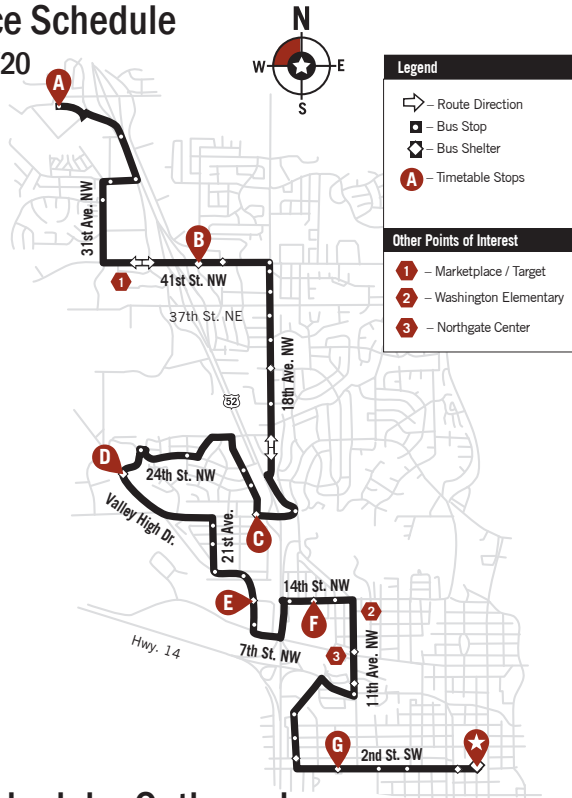 ce Schedule
20
N
W
E
S
Legend
– Route Direction
– Bus Stop
– Bus Shelter
A – Timetable Stops
Other Points of Interest
1 – Marketplace / Target
2 – Washington Elementary
3 – Northgate Center
A
31st Ave. NW
B
1
41st St. NW
37th St. NE
18th Ave. NW
52
D
24th St. NW
Valley High Dr.
21st Ave.
C
E
14th St. NW
F
2
Hwy. 14
7th St. NW
3
11th Ave. NW
G
2nd St. SW